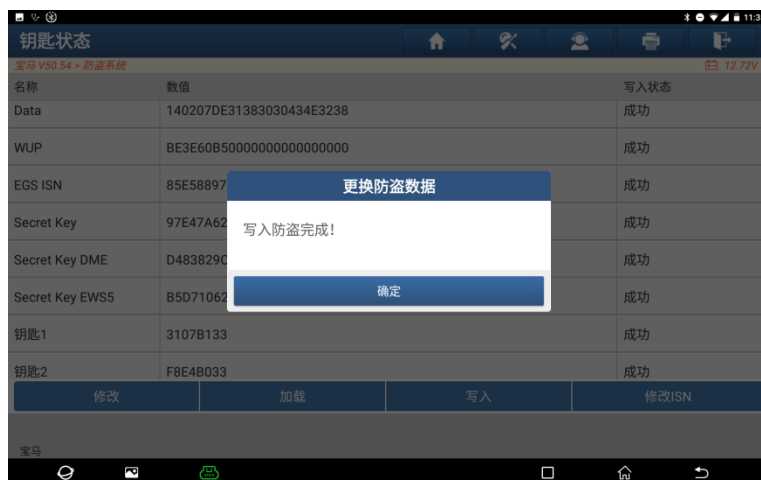 11:3
钥匙状态
宝马 V50.54 > 防盗系统 12.72V
名称 数值 写入状态
Data 140207DE31383030434E3238 成功
WUP BE3E60B50000000000000000 成功
EGS ISN 85E58897 成功
Secret Key 97E47A62 成功
Secret Key DME D483829C 成功
Secret Key EWS5 B5D71062 成功
钥匙1 3107B133 成功
钥匙2 F8E4B033 成功
更换防盗数据
写入防盗完成!
确定
修改 加载 写入 修改ISN
宝马